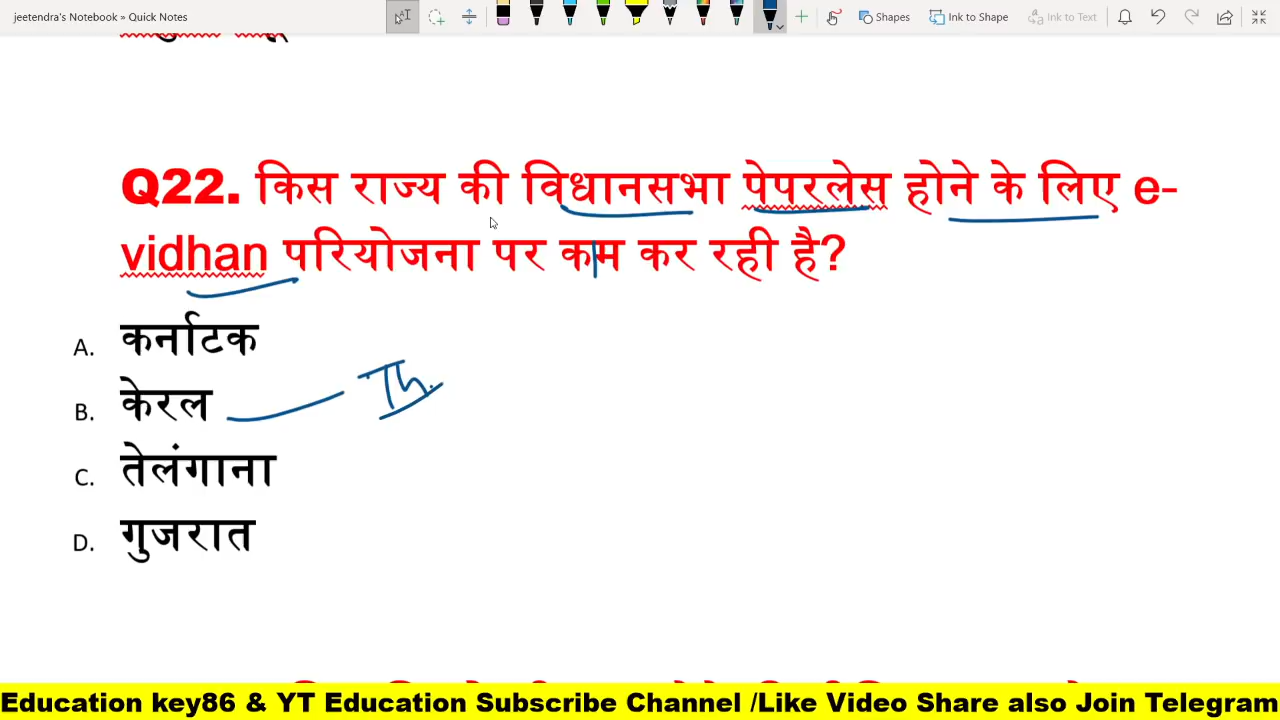 jeetendra's Notebook » Quick Notes
Shapes Ink to Shape Ink to Text
Q22. किस राज्य की विधानसभा पेपरलेस होने के लिए e-
vidhan परियोजना पर काम कर रही है?
A. कर्नाटक
B. केरल Th.
C. तेलंगाना
D. गुजरात
Education key86 & YT Education Subscribe Channel /Like Video Share also Join Telegram